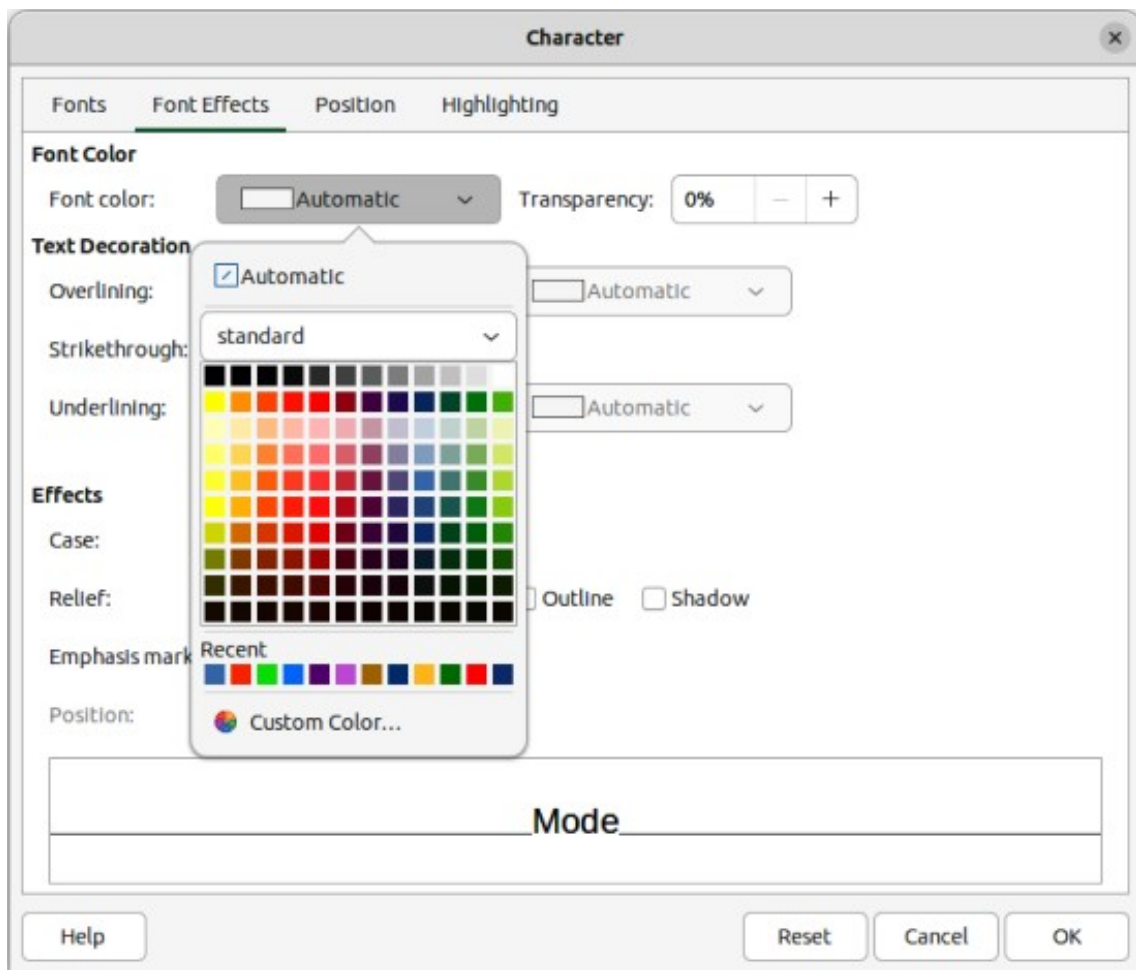 Character
Fonts Font Effects Position Highlighting
Font Color
Font color: Automatic Transparency: 0%
Text Decoration
Automatic
Overlining: Automatic
standard
Strikethrough:
Underlining: Automatic
Effects
Case:
Relief: Outline Shadow
Recent
Emphasis mark
Position:
Custom Color...
Mode
Help Reset Cancel OK